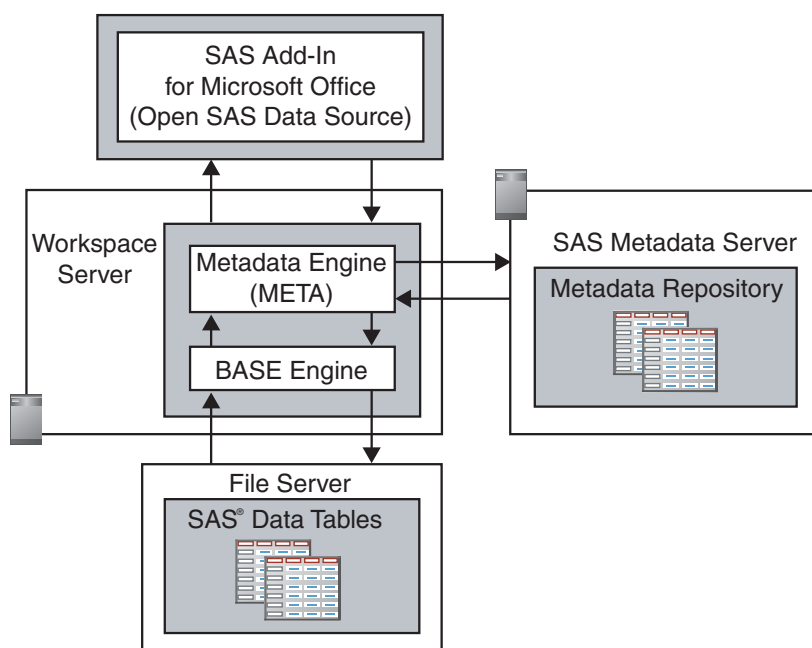 SAS Add-In
for Microsoft Office
(Open SAS Data Source)
Workspace
Server
Metadata Engine
(META)
BASE Engine
SAS Metadata Server
Metadata Repository
File Server
SAS® Data Tables